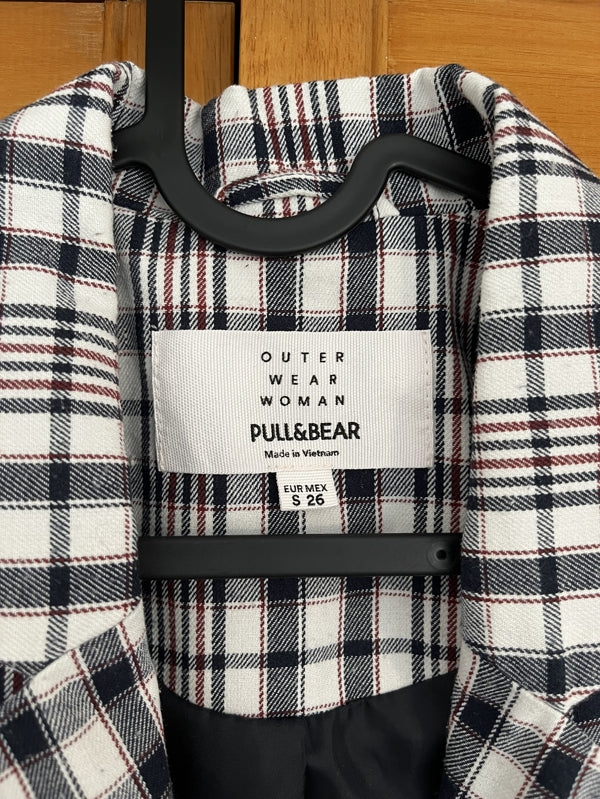 OUTER
WEAR
WOMAN
PULL&BEAR
Made in Vietnam
EUR MEX
S 26